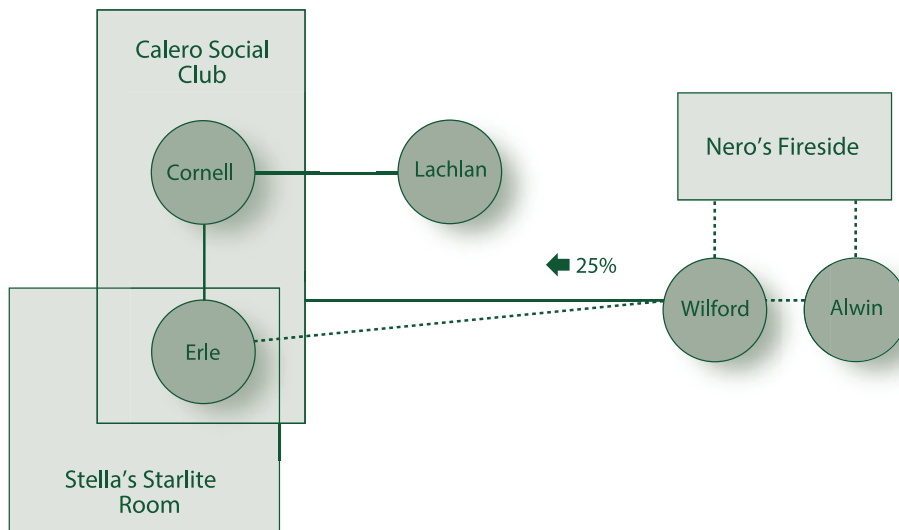 Calero Social
Club
Cornell
Lachlan
Nero's Fireside
25%
Wilford
Alwin
Erle
Stella's Starlite
Room